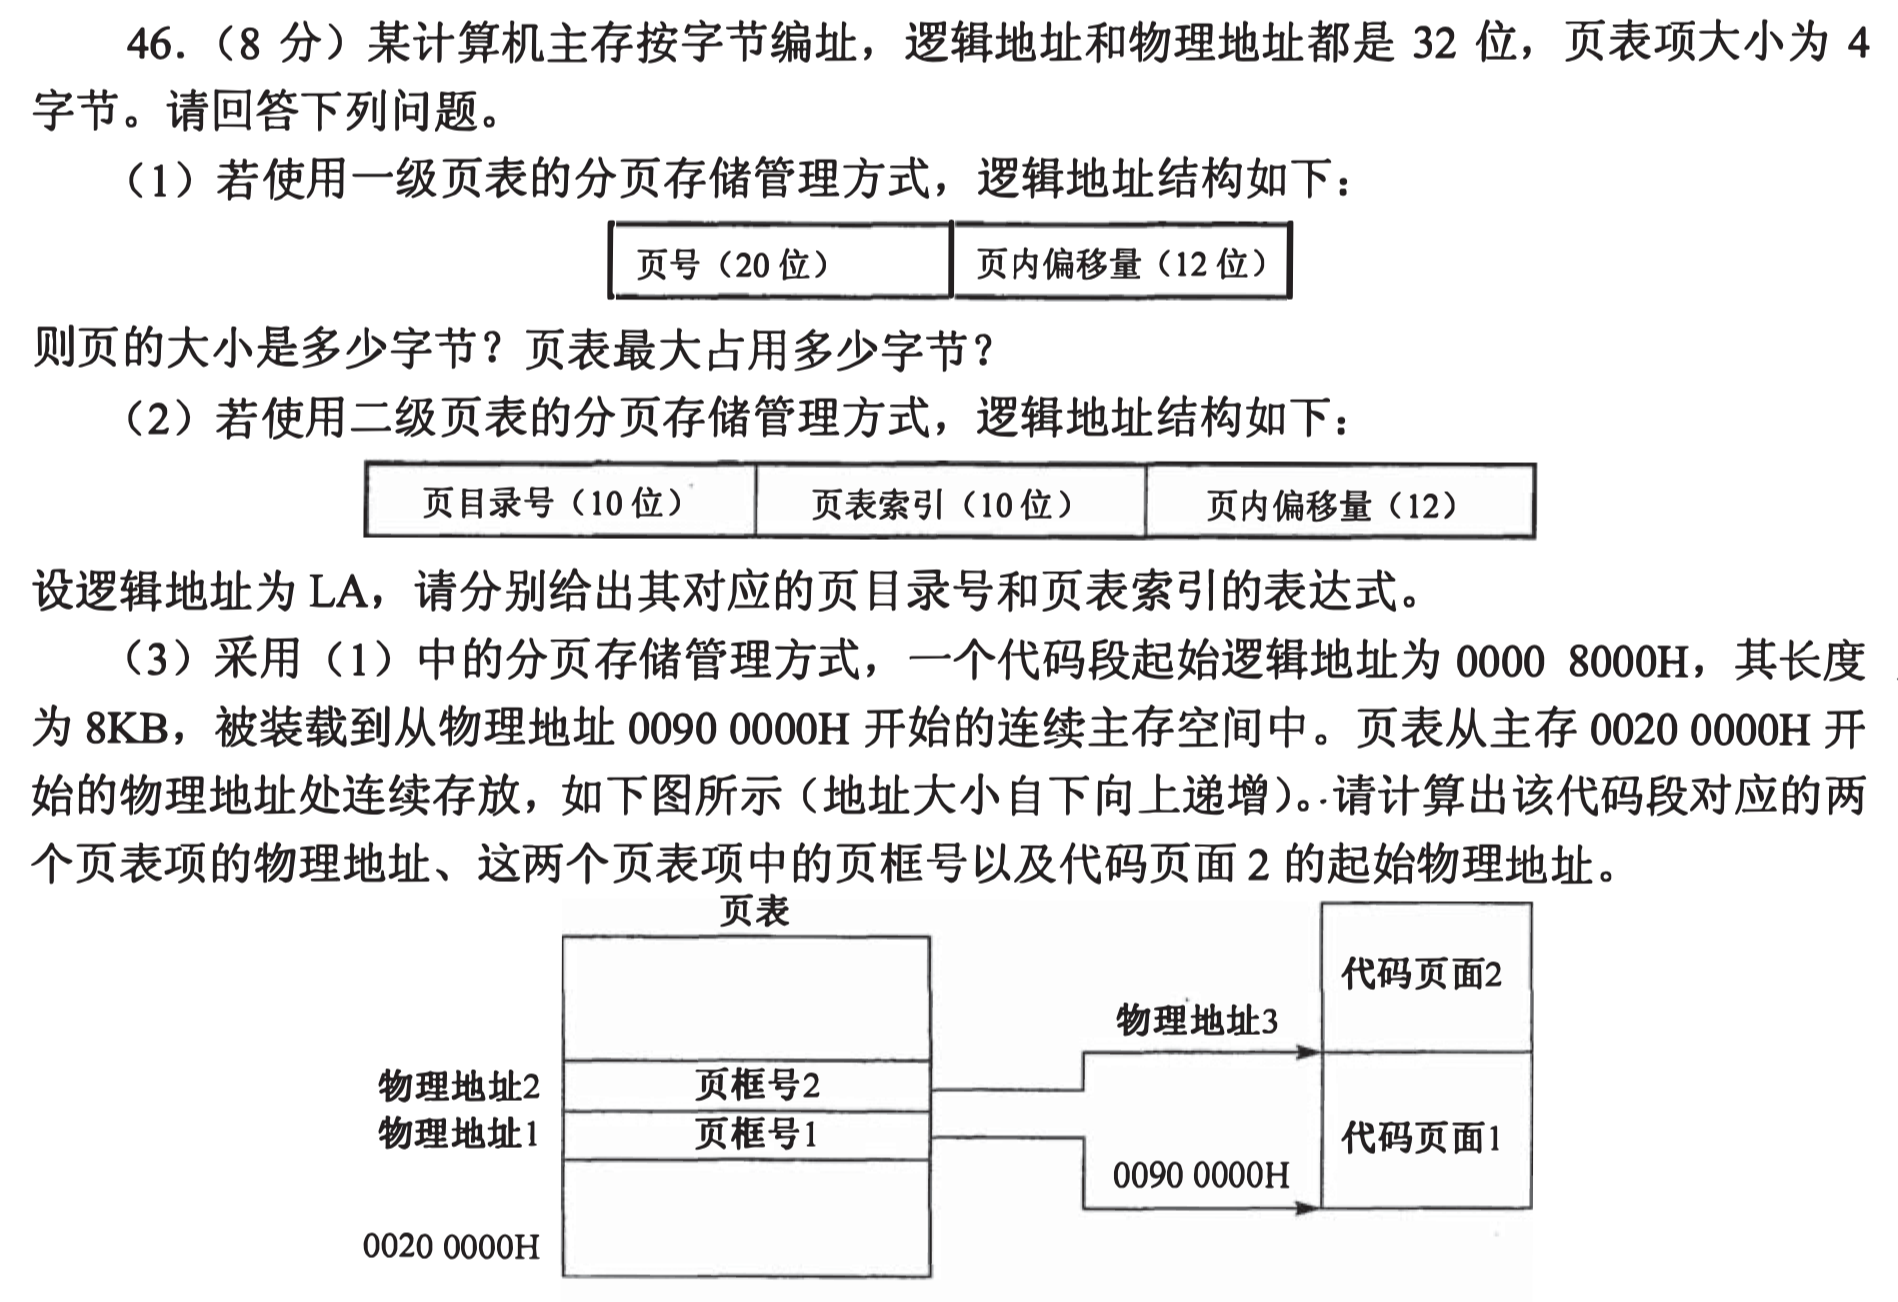 46.（8 分）某计算机主存按字节编址，逻辑地址和物理地址都是 32 位，页表项大小为 4
字节。请回答下列问题。
（1）若使用一级页表的分页存储管理方式，逻辑地址结构如下：
页号（20 位） 页内偏移量（12 位）
则页的大小是多少字节？页表最大占用多少字节？
（2）若使用二级页表的分页存储管理方式，逻辑地址结构如下：
页目录号（10 位） 页表索引（10 位） 页内偏移量（12）
设逻辑地址为 LA，请分别给出其对应的页目录号和页表索引的表达式。
（3）采用（1）中的分页存储管理方式，一个代码段起始逻辑地址为 0000 8000H，其长度
为 8KB，被装载到从物理地址 0090 0000H 开始的连续主存空间中。页表从主存 0020 0000H 开
始的物理地址处连续存放，如下图所示（地址大小自下向上递增）。请计算出该代码段对应的两
个页表项的物理地址、这两个页表项中的页框号以及代码页面 2 的起始物理地址。
页表
代码页面2
物理地址3
物理地址2 页框号2
物理地址1 页框号1
代码页面1
0090 0000H
0020 0000H